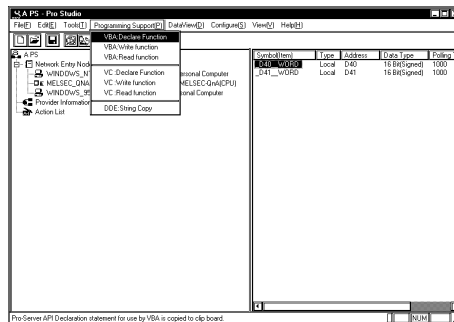 A.PS - Pro Studio
File(F) Edit(E) Tools(T) Programming Support(P) DataView(D) Configure(S) View(V) Help(H)
VBA:Declare Function
VBA:Write function
VBA:Read function
VC :Declare Function
VC :Write function
VC :Read function
DDE:String Copy
A.PS
Network Entry Nod
WINDOWS_N ersonal Computer
MELSEC_QNA MELSEC-QnA(CPU)
WINDOWS_95 rsonal Computer
Provider Information
Action List
Symbol(Item) Type Address Data Type Polling
_D40__WORD Local D40 16 Bit(Signed) 1000
_D41__WORD Local D41 16 Bit(Signed) 1000
Pro-Server API Declaration statement for use by VBA is copied to clip board.
NUM